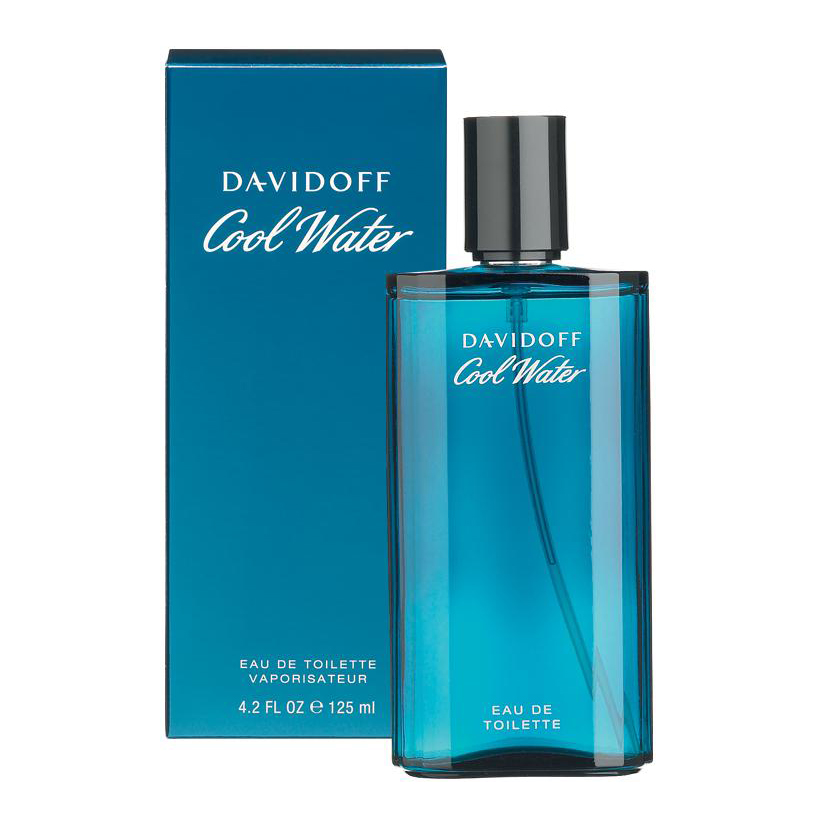 DAVIDOFF
Cool Water
EAU DE TOILETTE
VAPORISATEUR
4.2 FL OZ ℮ 125 ml
DAVIDOFF
Cool Water
EAU DE
TOILETTE